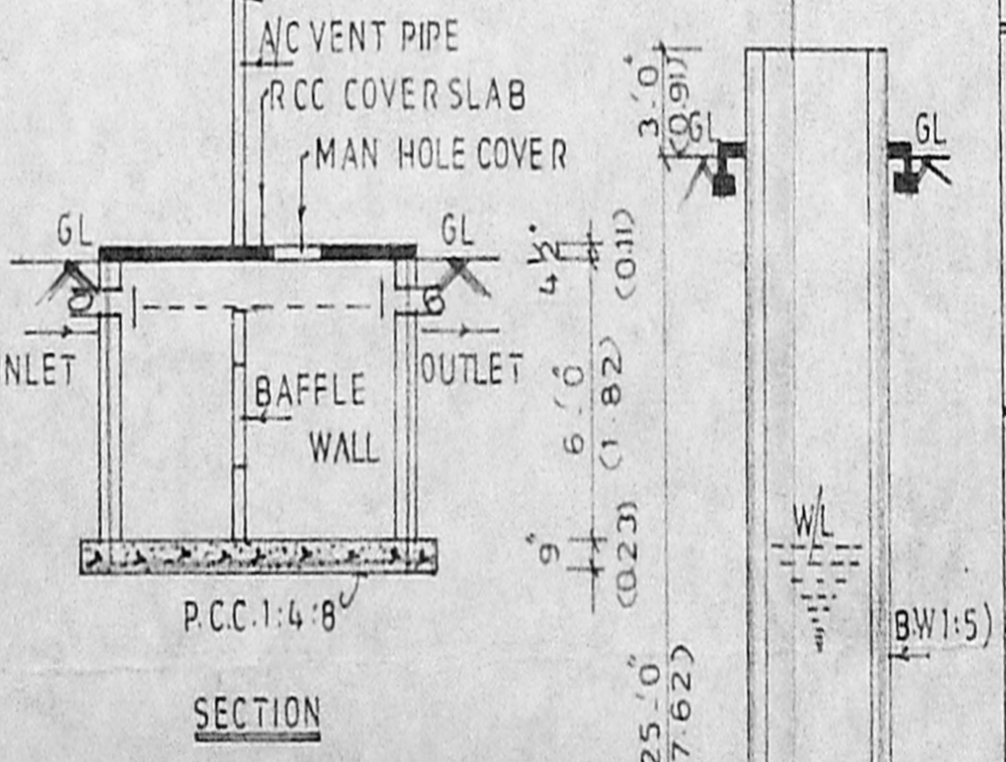 A/C VENT PIPE
RCC COVER SLAB
MAN HOLE COVER
GL
GL
INLET
OUTLET
BAFFLE
WALL
P.C.C.1:4:8
SECTION
4½"
(0.11)
6'-0"
(1.82)
9"
(0.23)
3'-0"
(0.91)
GL
GL
W/L
B.W 1:5)
25'-0"
7.62)